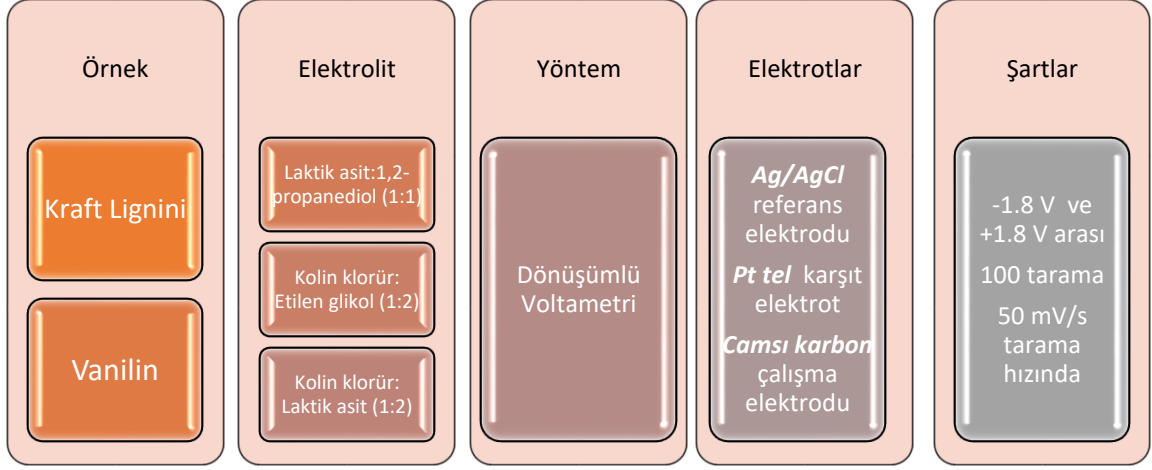 Örnek
Kraft Lignini
Vanilin
Elektrolit
Laktik asit:1,2-
propanediol (1:1)
Kolin klorür:
Etilen glikol (1:2)
Kolin klorür:
Laktik asit (1:2)
Yöntem
Dönüşümlü
Voltametri
Elektrotlar
Ag/AgCl
referans
elektrodu
Pt tel karşıt
elektrot
Camsı karbon
çalışma
elektrodu
Şartlar
-1.8 V ve
+1.8 V arası
100 tarama
50 mV/s
tarama
hızında